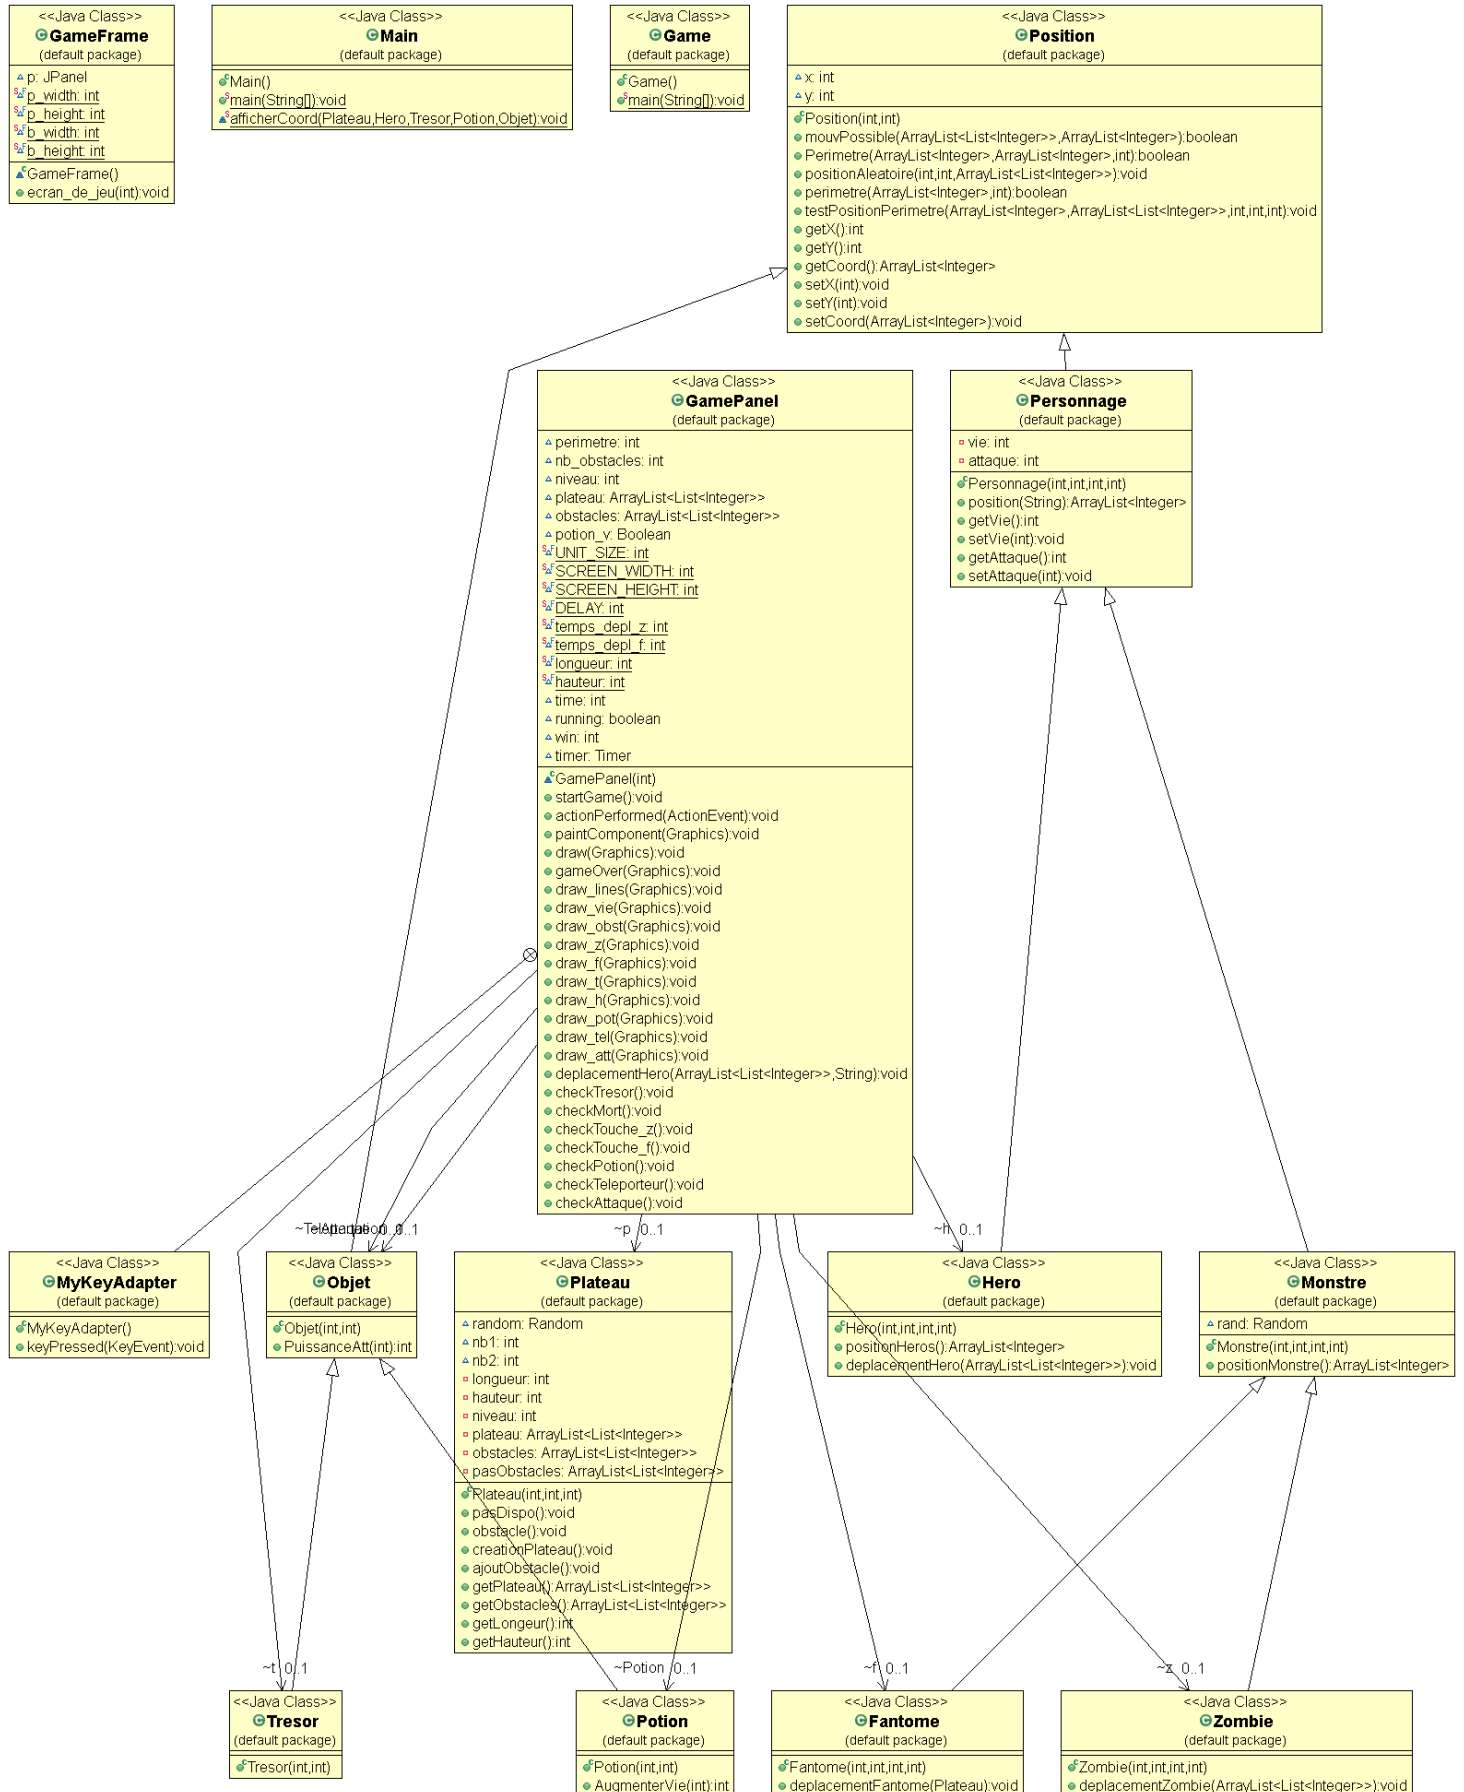 <<Java Class>>
GameFrame
(default package)
p: JPanel
p_width: int
p_height: int
b_width: int
b_height: int
GameFrame()
ecran_de_jeu(int):void
<<Java Class>>
Main
(default package)
Main()
main(String[]):void
afficherCoord(Plateau,Hero,Tresor,Potion,Objet):void
<<Java Class>>
Game
(default package)
Game()
main(String[]):void
<<Java Class>>
Position
(default package)
x: int
y: int
Position(int,int)
mouvPossible(ArrayList<List<Integer>>,ArrayList<Integer>):boolean
Perimetre(ArrayList<Integer>,ArrayList<Integer>,int):boolean
positionAleatoire(int,int,ArrayList<List<Integer>>):void
perimetre(ArrayList<Integer>,int):boolean
testPositionPerimetre(ArrayList<Integer>,ArrayList<List<Integer>>,int,int,int):void
getX():int
getY():int
getCoord():ArrayList<Integer>
setX(int):void
setY(int):void
setCoord(ArrayList<Integer>):void
<<Java Class>>
GamePanel
(default package)
perimetre: int
nb_obstacles: int
niveau: int
plateau: ArrayList<List<Integer>>
obstacles: ArrayList<List<Integer>>
potion_v: Boolean
UNIT_SIZE: int
SCREEN_WIDTH: int
SCREEN_HEIGHT: int
DELAY: int
temps_depl_z: int
temps_depl_f: int
longueur: int
hauteur: int
time: int
running: boolean
win: int
timer: Timer
GamePanel(int)
startGame():void
actionPerformed(ActionEvent):void
paintComponent(Graphics):void
draw(Graphics):void
gameOver(Graphics):void
draw_lines(Graphics):void
draw_vie(Graphics):void
draw_obst(Graphics):void
draw_z(Graphics):void
draw_f(Graphics):void
draw_t(Graphics):void
draw_h(Graphics):void
draw_pot(Graphics):void
draw_tel(Graphics):void
draw_att(Graphics):void
deplacementHero(ArrayList<List<Integer>>,String):void
checkTresor():void
checkMort():void
checkTouche_z():void
checkTouche_f():void
checkPotion():void
checkTeleporteur():void
checkAttaque():void
<<Java Class>>
Personnage
(default package)
vie: int
attaque: int
Personnage(int,int,int,int)
position(String):ArrayList<Integer>
getVie():int
setVie(int):void
getAttaque():int
setAttaque(int):void
0..1
~p 0..1
~h 0..1
<<Java Class>>
MyKeyAdapter
(default package)
MyKeyAdapter()
keyPressed(KeyEvent):void
<<Java Class>>
Objet
(default package)
Objet(int,int)
PuissanceAtt(int):int
<<Java Class>>
Plateau
(default package)
random: Random
nb1: int
nb2: int
longueur: int
hauteur: int
niveau: int
plateau: ArrayList<List<Integer>>
obstacles: ArrayList<List<Integer>>
pasObstacles: ArrayList<List<Integer>>
Plateau(int,int,int)
pasDispo():void
obstacle():void
creationPlateau():void
ajoutObstacle():void
getPlateau():ArrayList<List<Integer>>
getObstacles():ArrayList<List<Integer>>
getLongeur():int
getHauteur():int
<<Java Class>>
Hero
(default package)
Hero(int,int,int,int)
positionHeros():ArrayList<Integer>
deplacementHero(ArrayList<List<Integer>>):void
<<Java Class>>
Monstre
(default package)
rand: Random
Monstre(int,int,int,int)
positionMonstre():ArrayList<Integer>
~t 0..1
~Potion 0..1
~f 0..1
~z 0..1
<<Java Class>>
Tresor
(default package)
Tresor(int,int)
<<Java Class>>
Potion
(default package)
Potion(int,int)
AugmenterVie(int):int
<<Java Class>>
Fantome
(default package)
Fantome(int,int,int,int)
deplacementFantome(Plateau):void
<<Java Class>>
Zombie
(default package)
Zombie(int,int,int,int)
deplacementZombie(ArrayList<List<Integer>>):void